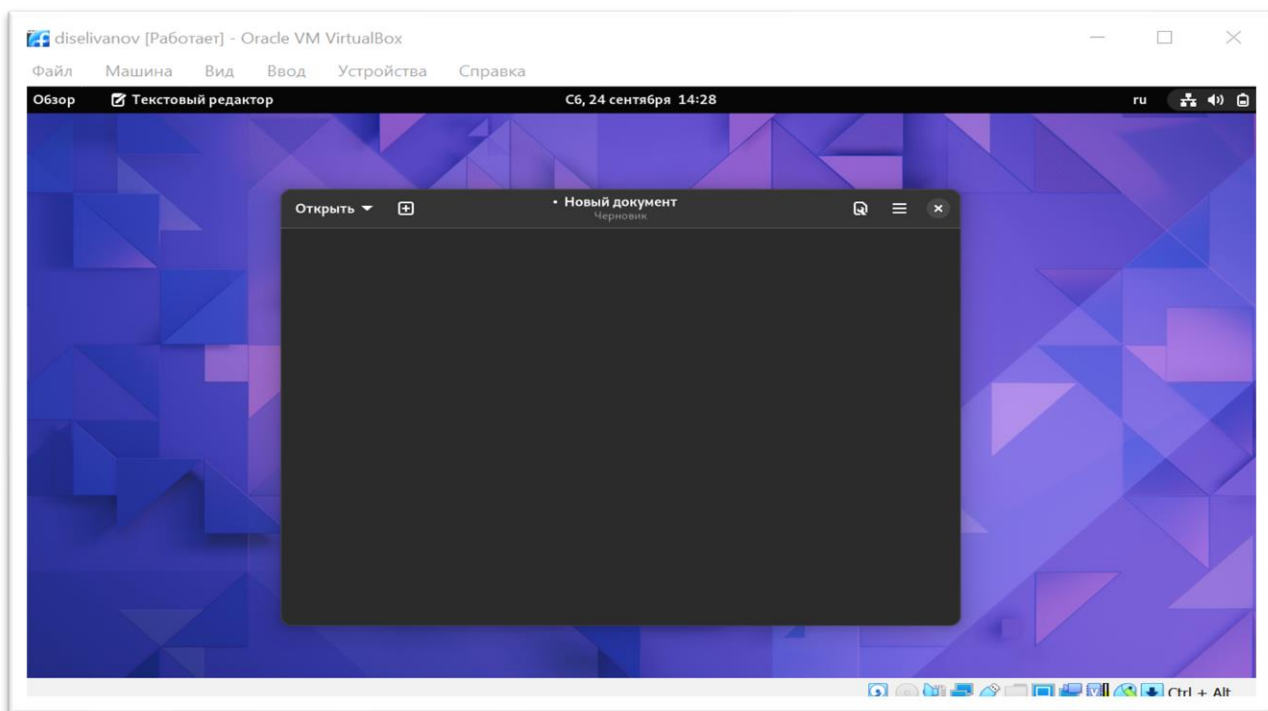 diselivanov [Работает] - Oracle VM VirtualBox
Файл Машина Вид Ввод Устройства Справка
Обзор Текстовый редактор Сб, 24 сентября 14:28 ru
Открыть • Новый документ
Черновик
Ctrl + Alt